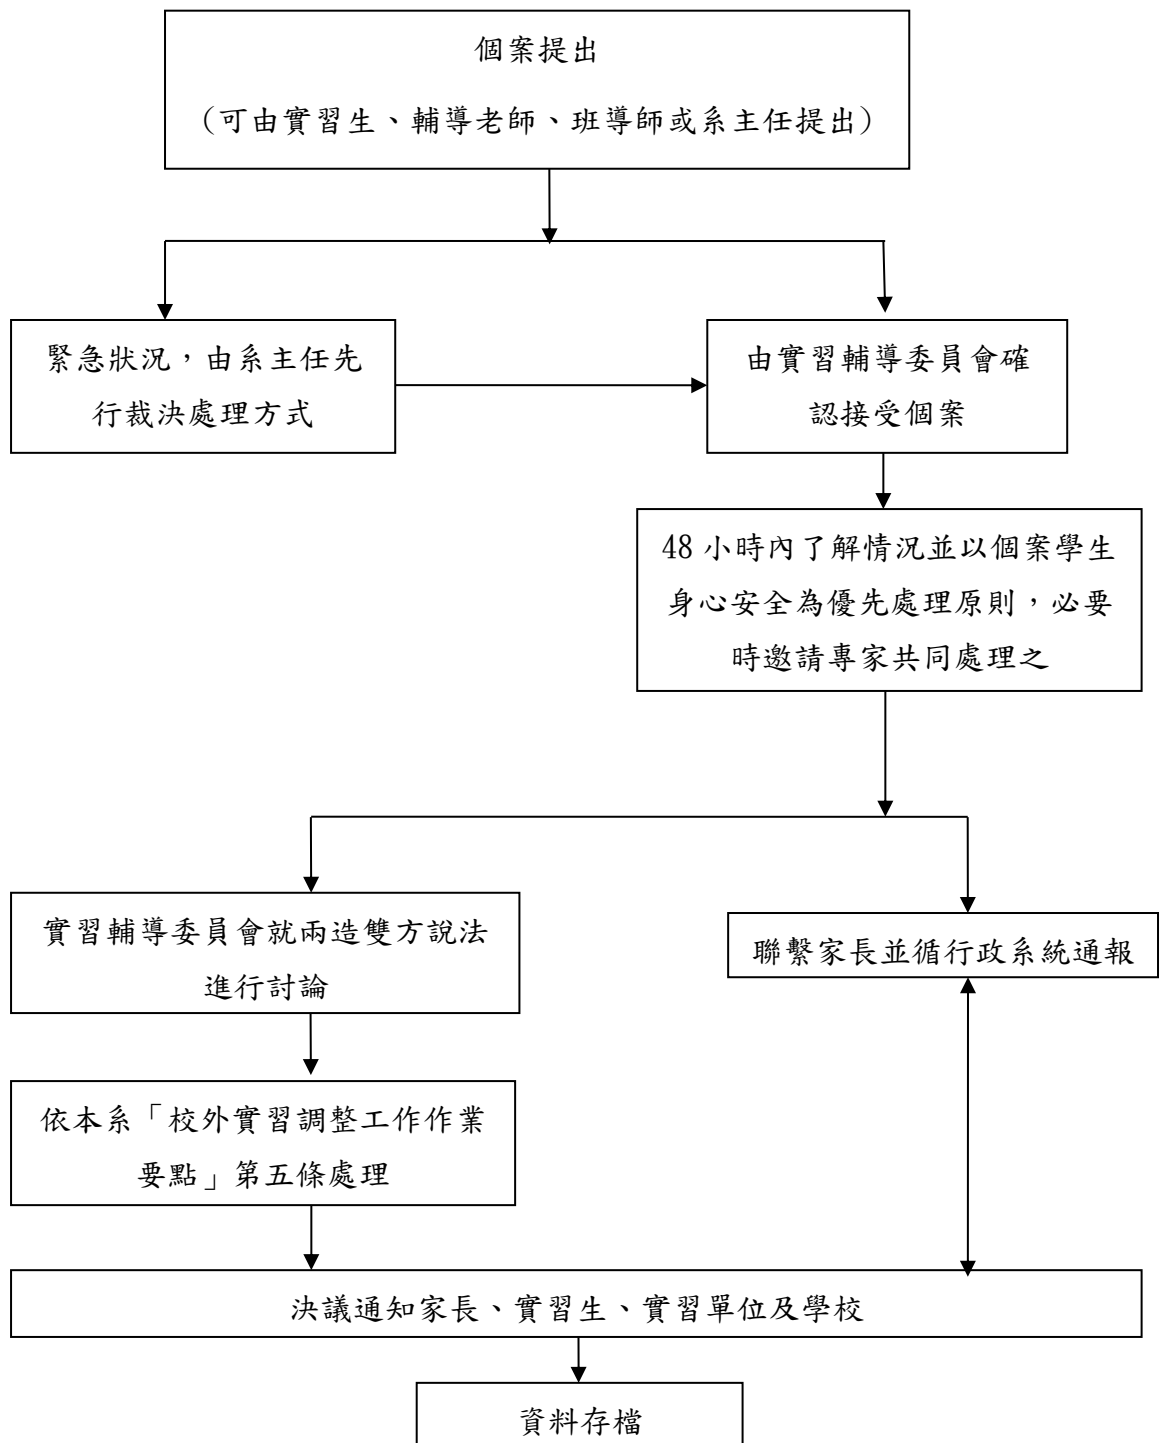 個案提出
(可由實習生、輔導老師、班導師或系主任提出)
緊急狀況，由系主任先
行裁決處理方式
由實習輔導委員會確
認接受個案
48 小時內了解情況並以個案學生
身心安全為優先處理原則，必要
時邀請專家共同處理之
實習輔導委員會就兩造雙方說法
進行討論
聯繫家長並循行政系統通報
依本系「校外實習調整工作作業
要點」第五條處理
決議通知家長、實習生、實習單位及學校
資料存檔